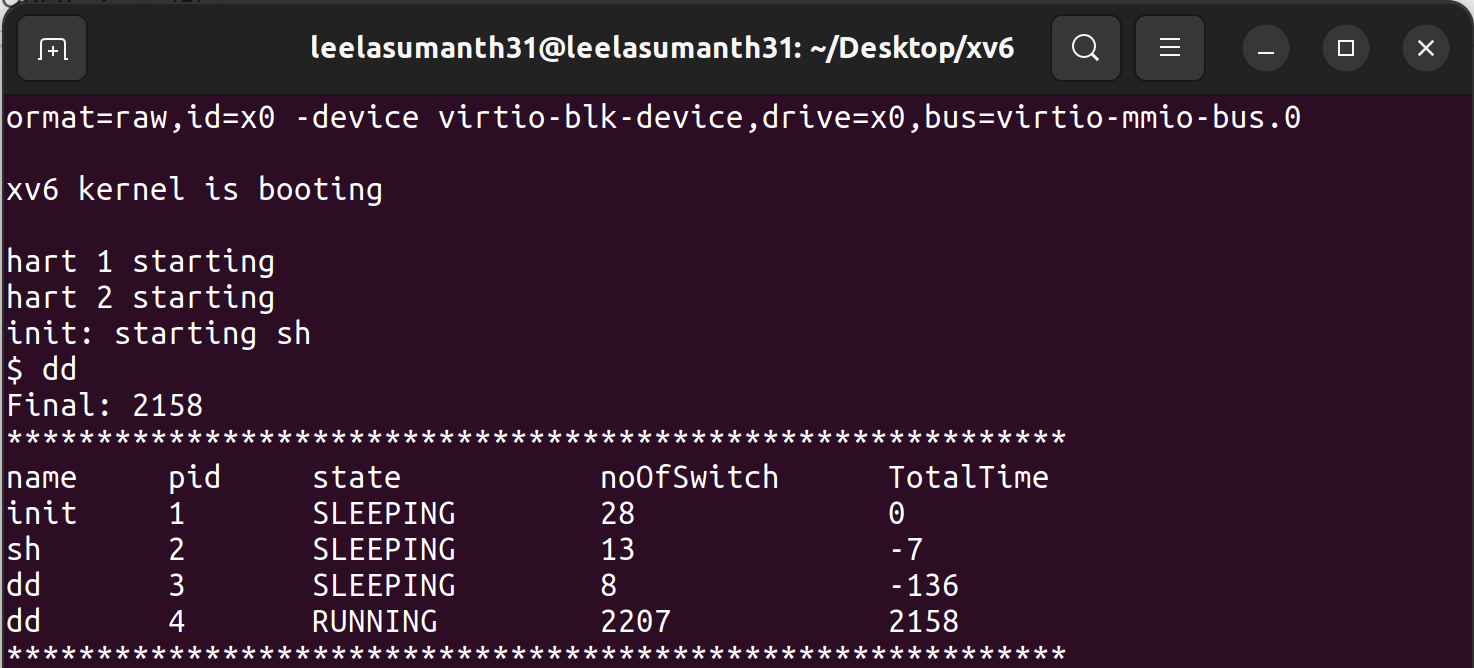 leelasumanth31@leelasumanth31: ~/Desktop/xv6
ormat=raw,id=x0 -device virtio-blk-device,drive=x0,bus=virtio-mmio-bus.0
xv6 kernel is booting
hart 1 starting
hart 2 starting
init: starting sh
$ dd
Final: 2158
***********************************************************
name pid state noOfSwitch TotalTime
init 1 SLEEPING 28 0
sh 2 SLEEPING 13 -7
dd 3 SLEEPING 8 -136
dd 4 RUNNING 2207 2158
***********************************************************